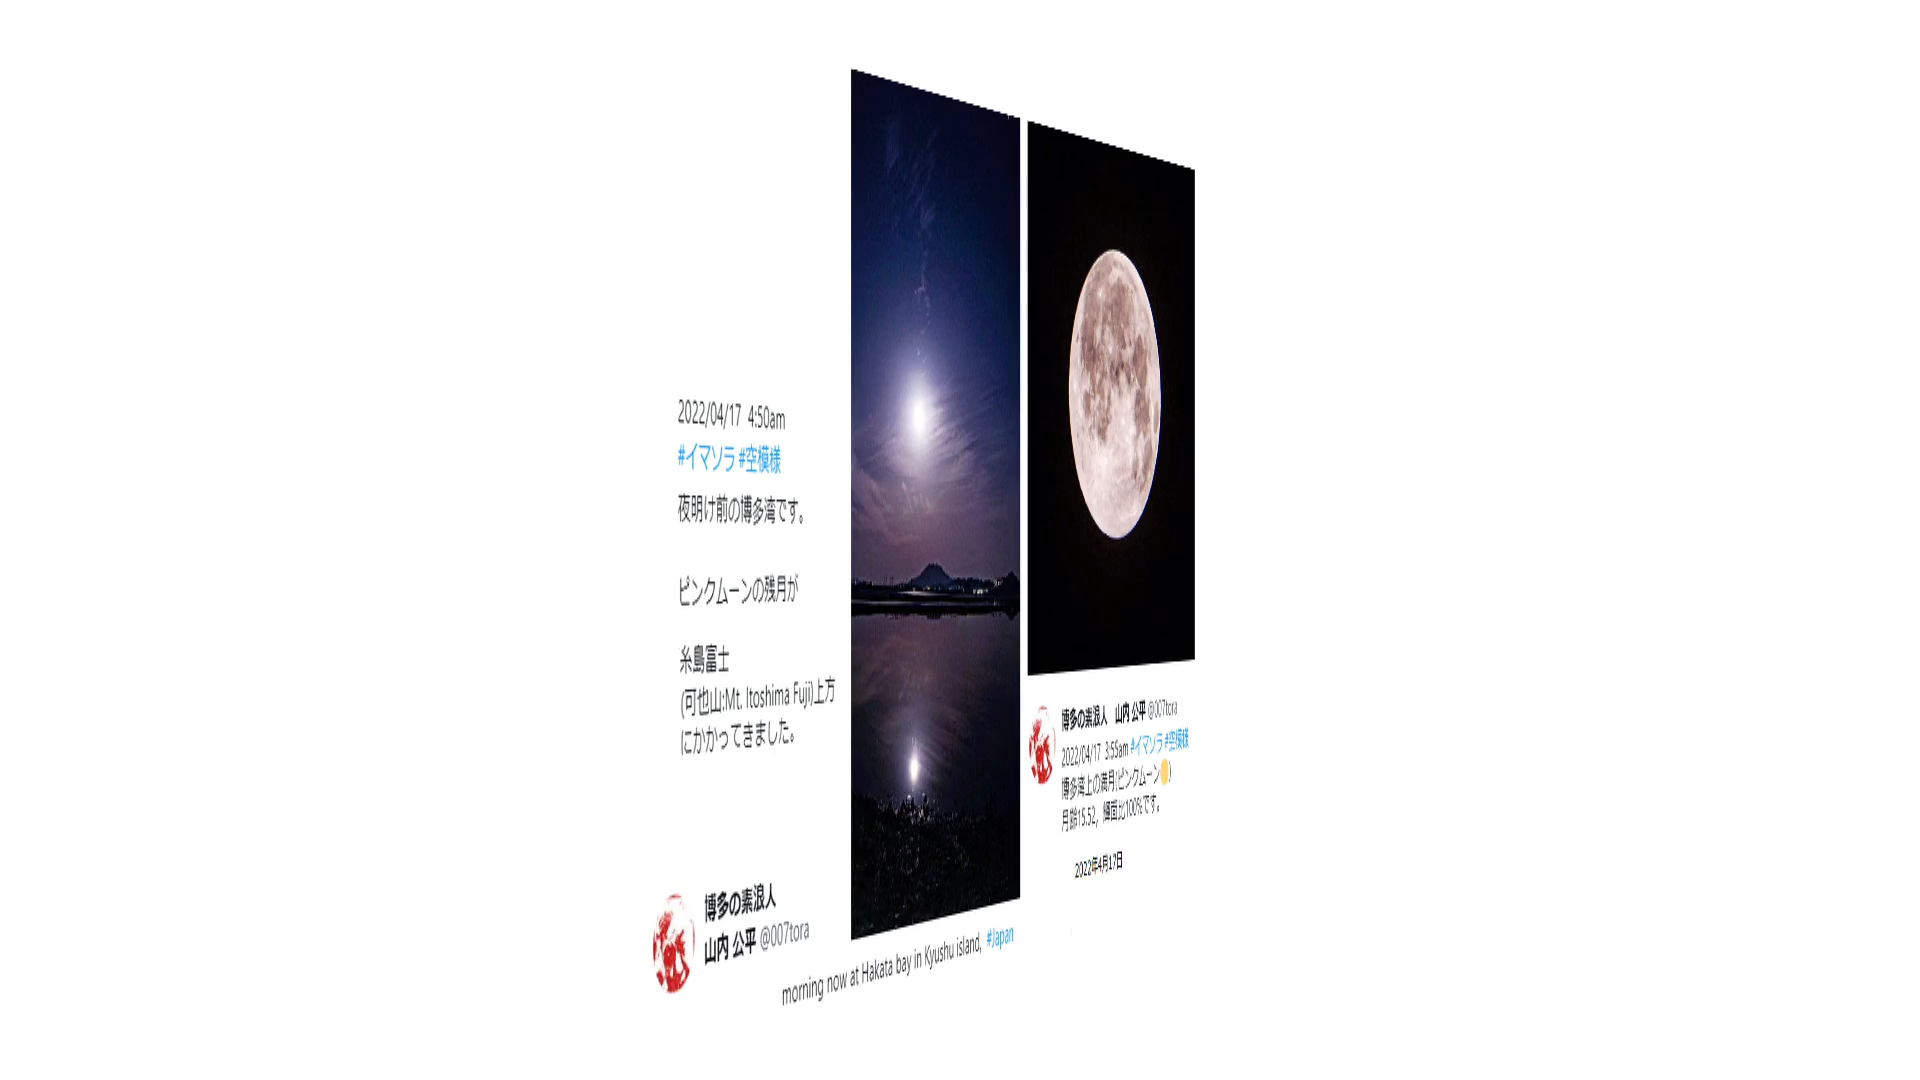 2022/04/17 4:50am
#イマソラ #空模様
夜明け前の博多湾です。
ピンクムーンの残月が
糸島富士
(可也山:Mt. Itoshima Fuji)上方
にかかってきました。
博多の素浪人
山内 公平 @007tora
morning now at Hakata bay in Kyushu island, #Japan
博多の素浪人 山内 公平 @007tora
2022/04/17 3:55am #イマソラ #空模様
博多湾上の満月(ピンクムーン🌕)
月齢15.52, 輝面比100%です。
2022年4月17日